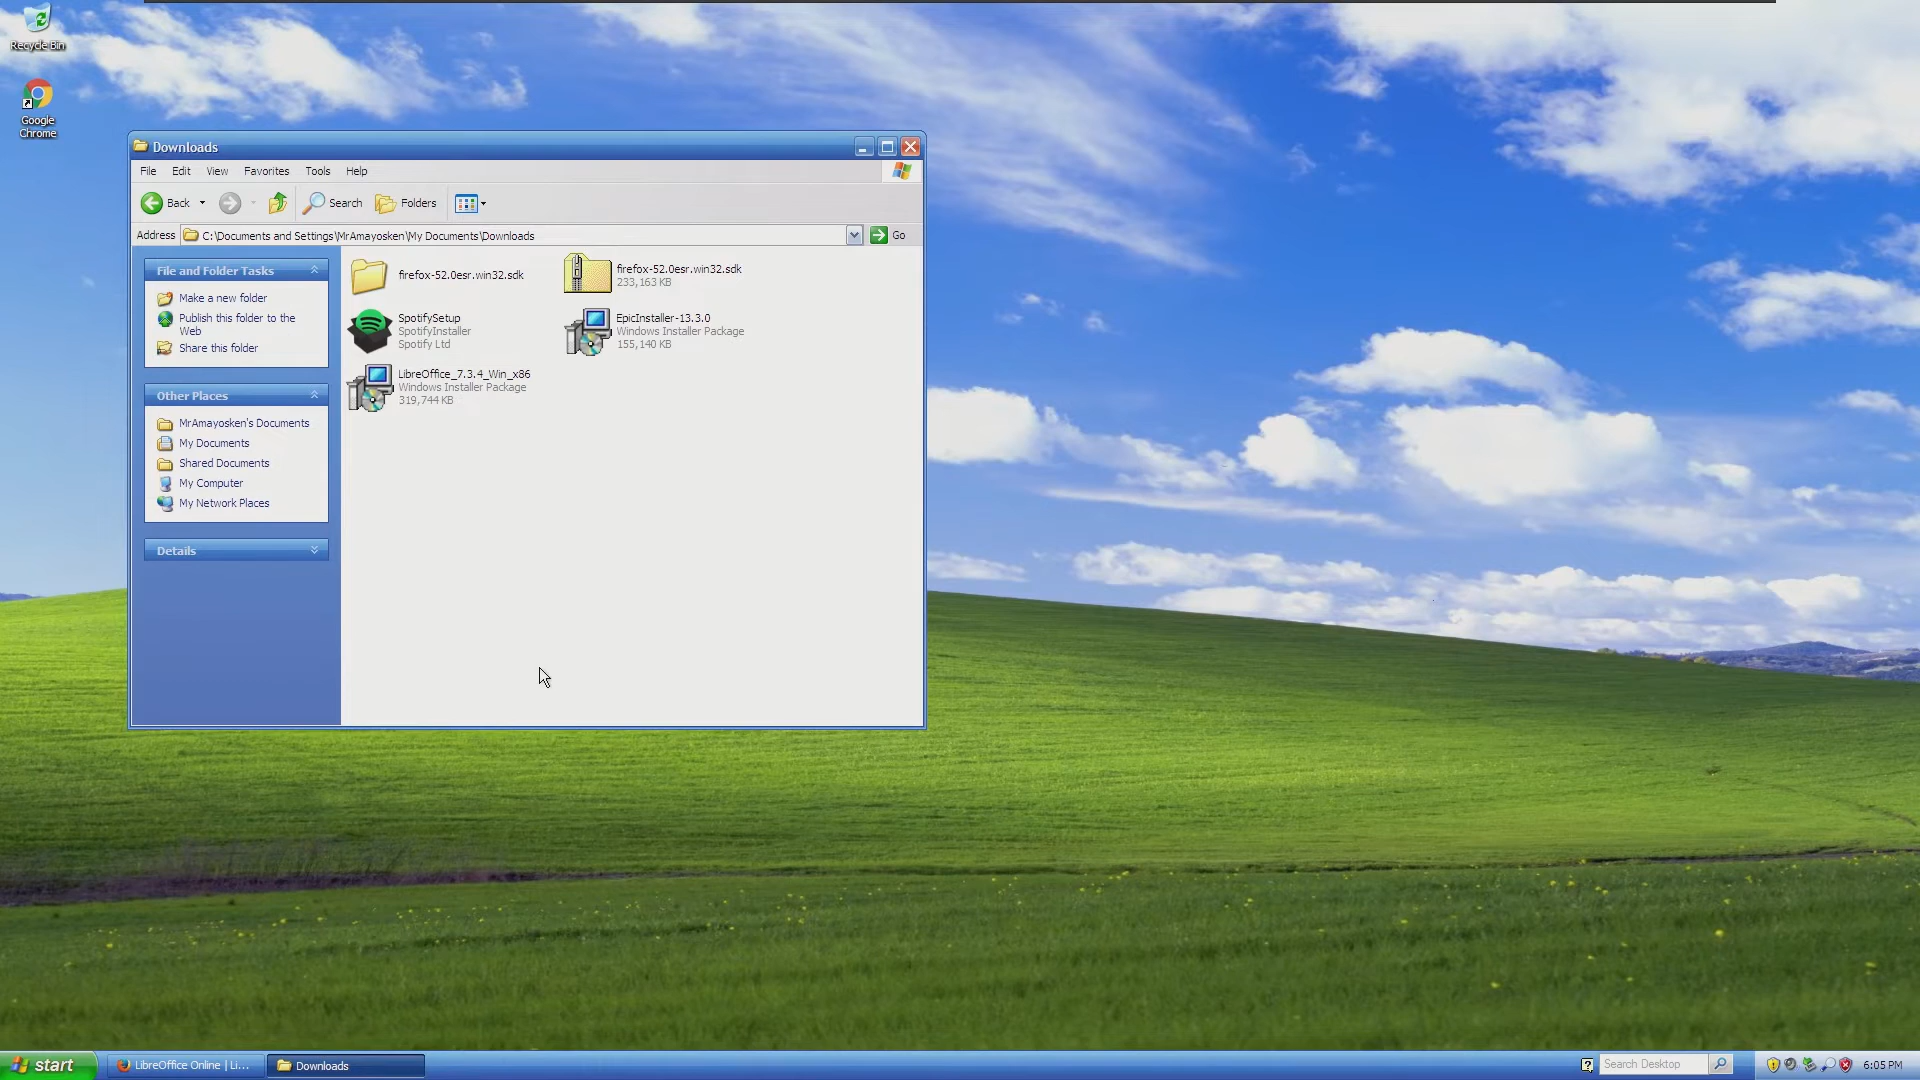 Recycle Bin
Google
Chrome
Downloads
File Edit View Favorites Tools Help
Back Search Folders
Address C:\Documents and Settings\MrAmayosken\My Documents\Downloads Go
File and Folder Tasks
Make a new folder
Publish this folder to the
Web
Share this folder
Other Places
MrAmayosken's Documents
My Documents
Shared Documents
My Computer
My Network Places
Details
firefox-52.0esr.win32.sdk
firefox-52.0esr.win32.sdk
233,163 KB
SpotifySetup
SpotifyInstaller
Spotify Ltd
EpicInstaller-13.3.0
Windows Installer Package
155,140 KB
LibreOffice_7.3.4_Win_x86
Windows Installer Package
319,744 KB
start
LibreOffice Online | Li...
Downloads
Search Desktop
6:05 PM